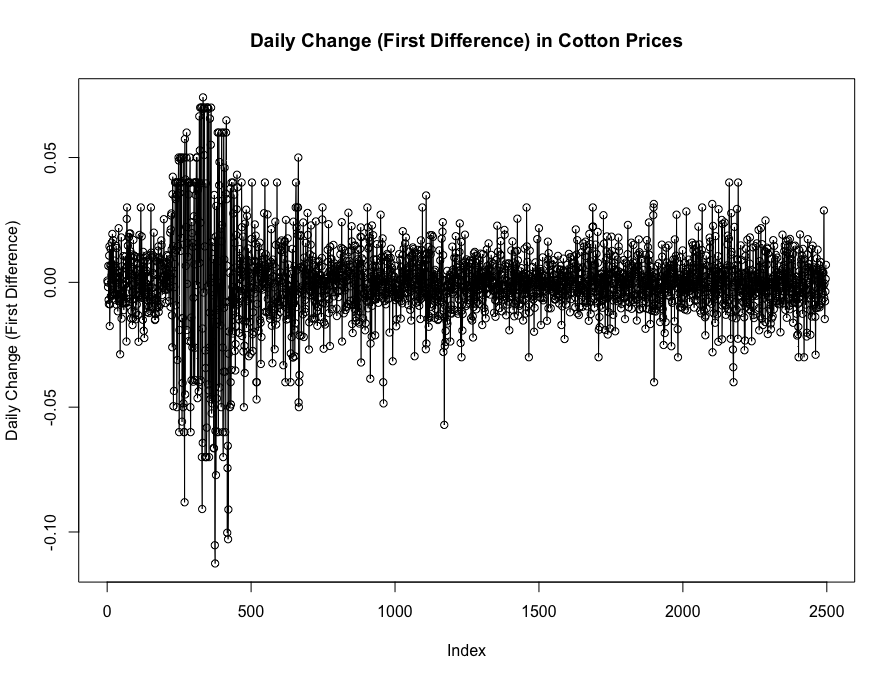 Daily Change (First Difference) in Cotton Prices
Daily Change (First Difference)
0.05
0.00
-0.05
-0.10
0 500 1000 1500 2000 2500
Index